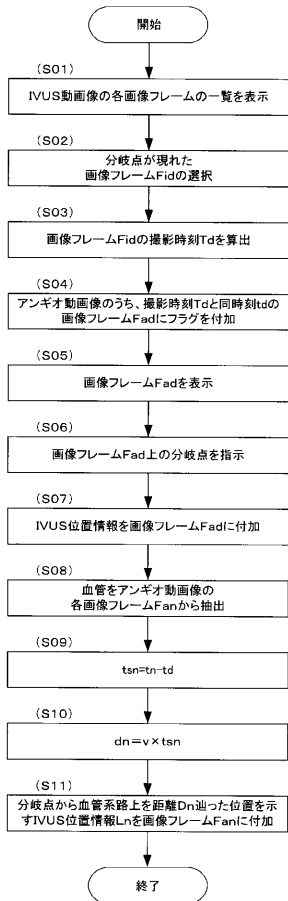 開始
(S01)
IVUS動画像の各画像フレームの一覧を表示
(S02)
分岐点が現れた
画像フレームFidの選択
(S03)
画像フレームFidの撮影時刻Tdを算出
(S04)
アンギオ動画像のうち、撮影時刻Tdと同時刻tdの
画像フレームFadにフラグを付加
(S05)
画像フレームFadを表示
(S06)
画像フレームFad上の分岐点を指示
(S07)
IVUS位置情報を画像フレームFadに付加
(S08)
血管をアンギオ動画像の
各画像フレームFanから抽出
(S09)
tsn=tn-td
(S10)
dn=v×tsn
(S11)
分岐点から血管系路上を距離Dn辿った位置を示
すIVUS位置情報Lnを画像フレームFanに付加
終了